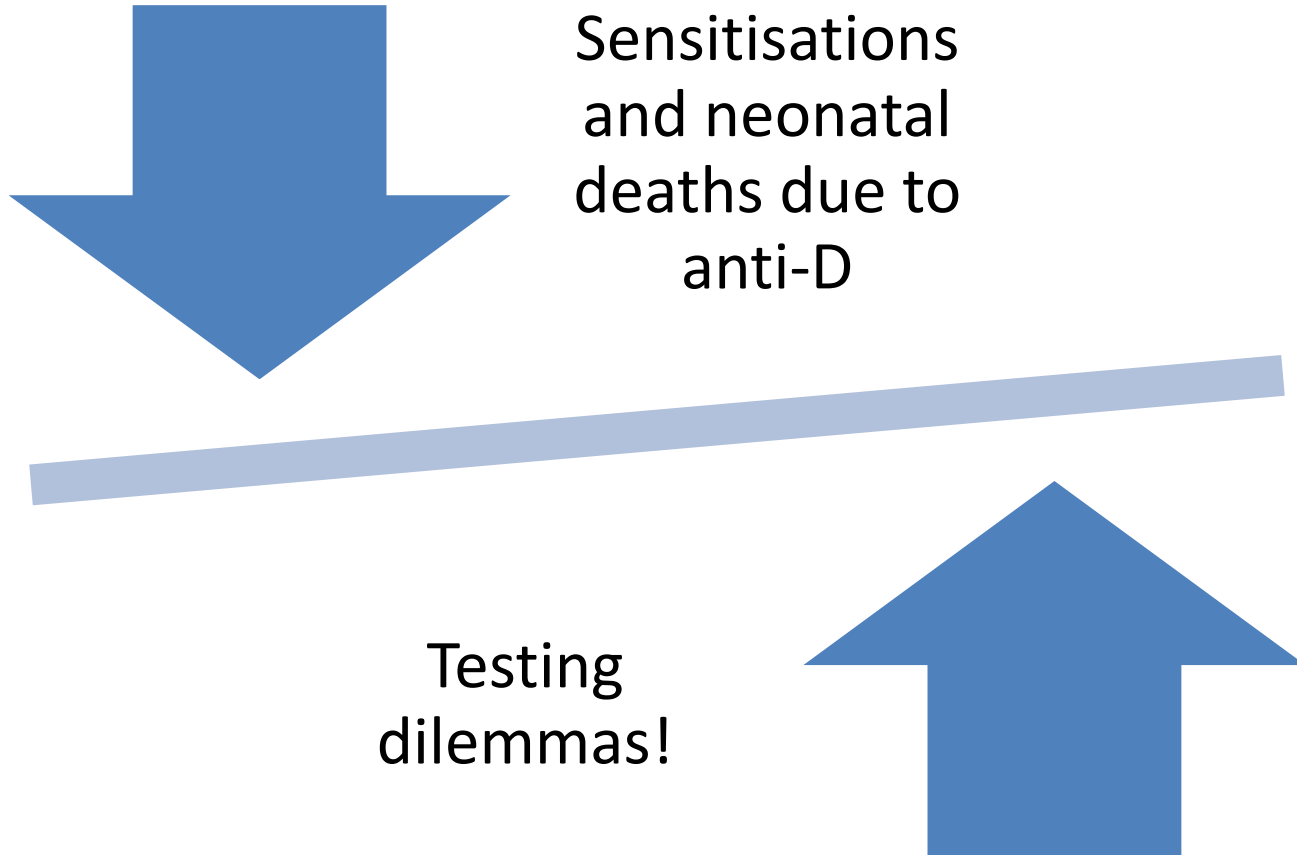 Sensitisations
and neonatal
deaths due to
anti-D
Testing
dilemmas!